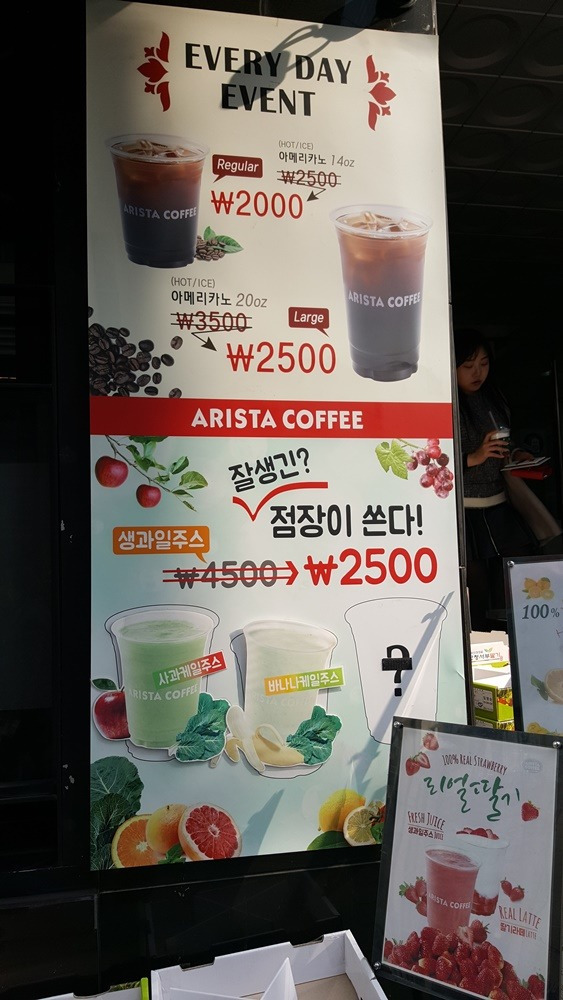 EVERY DAY
EVENT
(HOT/ICE)
아메리카노 14oz
Regular
₩2500
₩2000
ARISTA COFFEE
(HOT/ICE)
아메리카노 20oz
₩3500
Large
₩2500
ARISTA COFFEE
ARISTA COFFEE
잘생긴?
점장이 쏜다!
생과일주스
₩4500
₩2500
사과케일주스
ARISTA COFFEE
바나나케일주스
?
100%
100% REAL STRAWBERRY
리얼딸기
FRESH JUICE
생과일주스 JUICE
ARISTA COFFEE
REAL LATTE
딸기라떼 LATTE